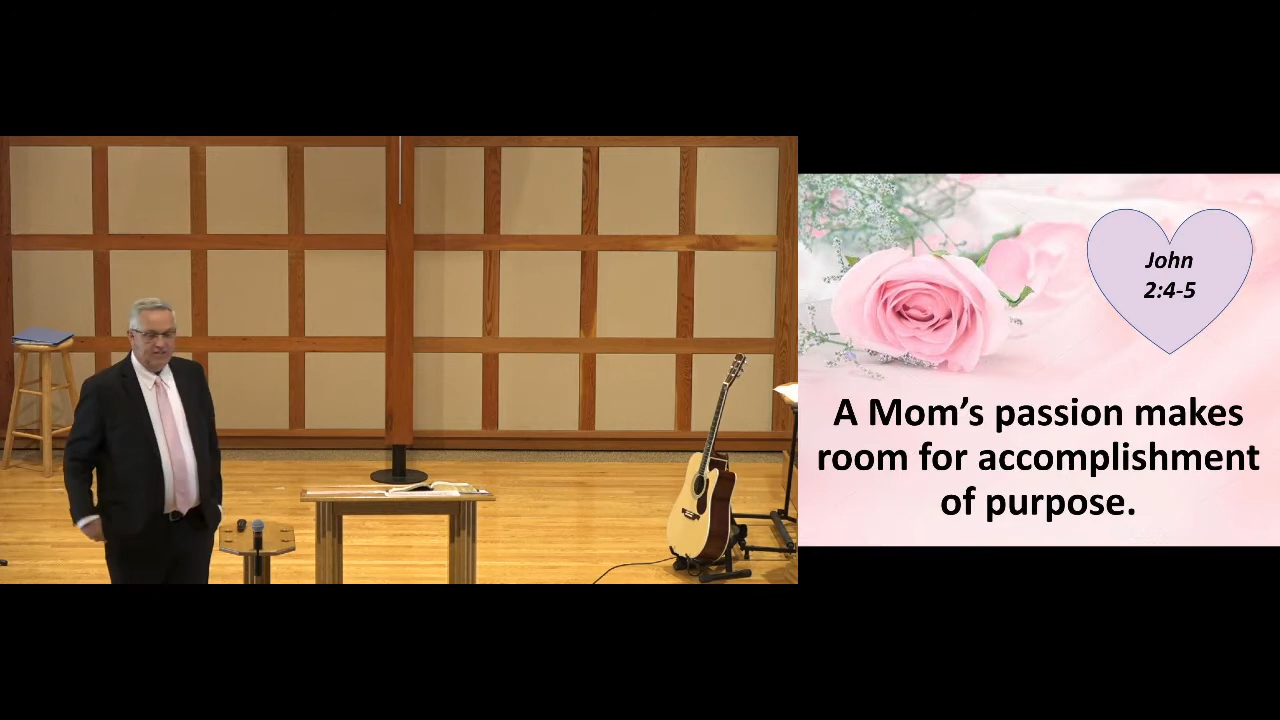 John
2:4-5
A Mom’s passion makes
room for accomplishment
of purpose.